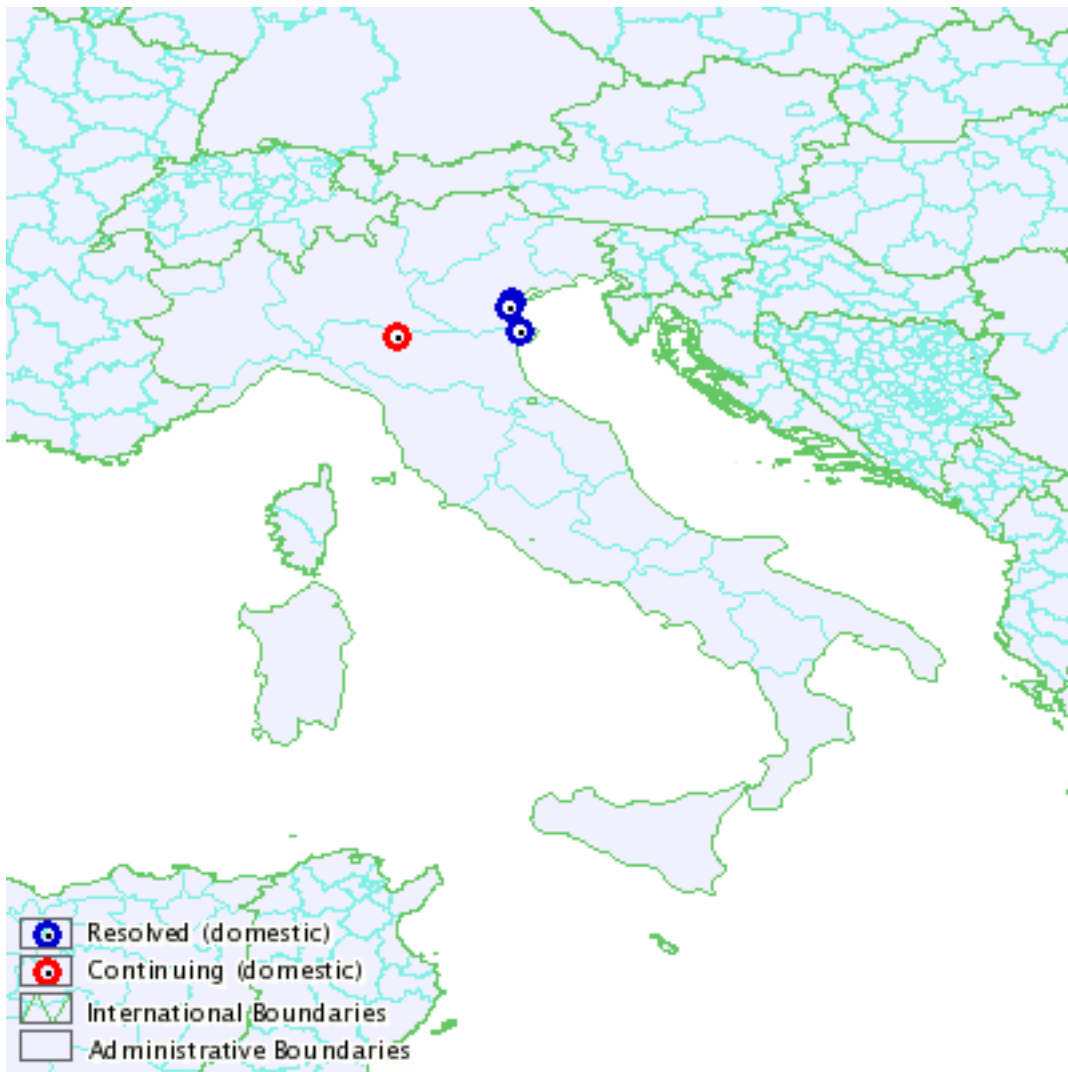 Resolved (domestic)
Continuing (domestic)
International Boundaries
Administrative Boundaries